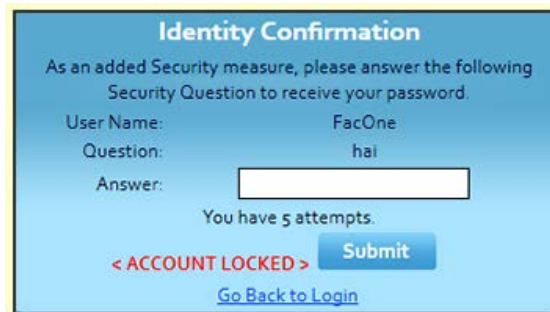 Identity Confirmation
As an added Security measure, please answer the following
Security Question to receive your password.
User Name: FacOne
Question: hai
Answer:
You have 5 attempts.
< ACCOUNT LOCKED > Submit
Go Back to Login